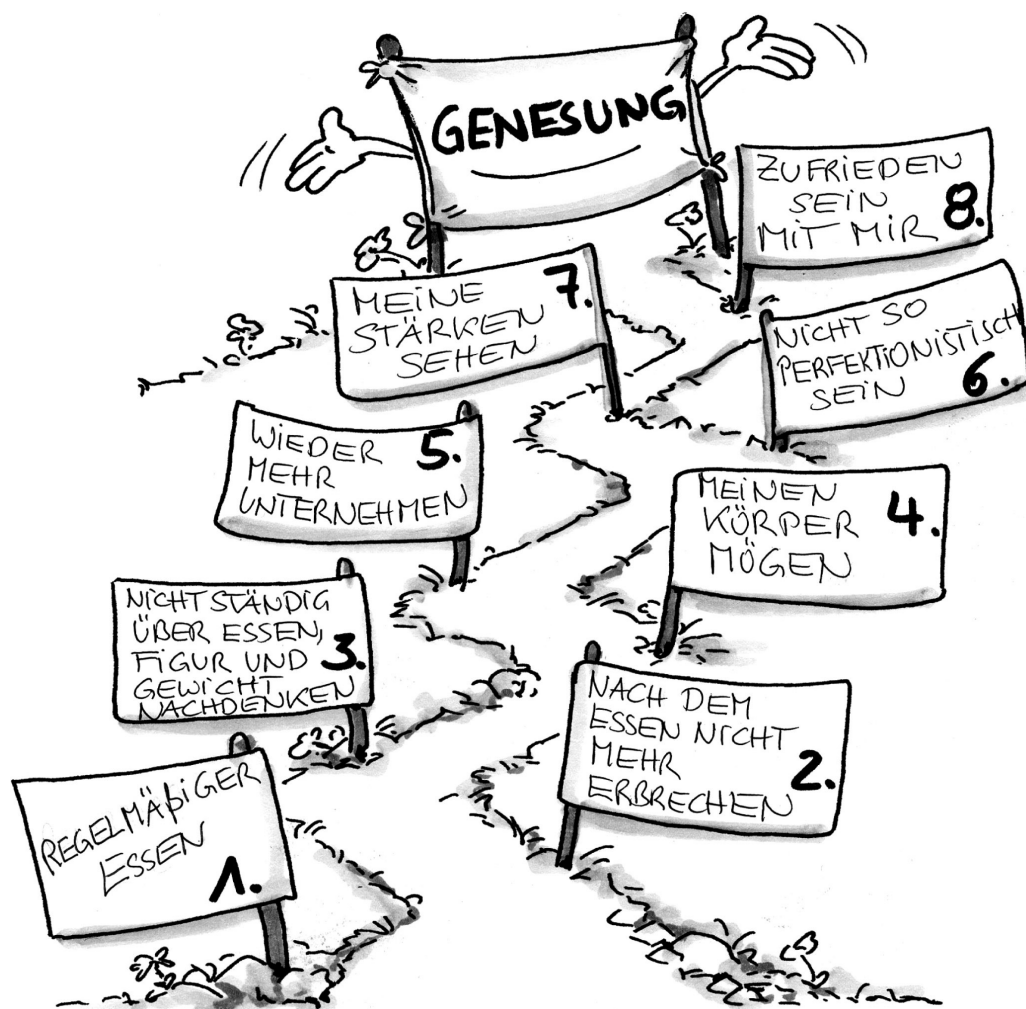 GENESUNG
ZUFRIEDEN
SEIN
MIT MIR 8.
MEINE 7.
STÄRKEN
SEHEN
NICHT SO
PERFEKTIONISTISCH
SEIN 6.
WIEDER 5.
MEHR
UNTERNEHMEN
MEINEN
KÖRPER 4.
MÖGEN
NICHT STÄNDIG
ÜBER ESSEN,
FIGUR UND 3.
GEWICHT
NACHDENKEN
NACH DEM
ESSEN NICHT
MEHR 2.
ERBRECHEN
REGELMÄßIGER
ESSEN
1.